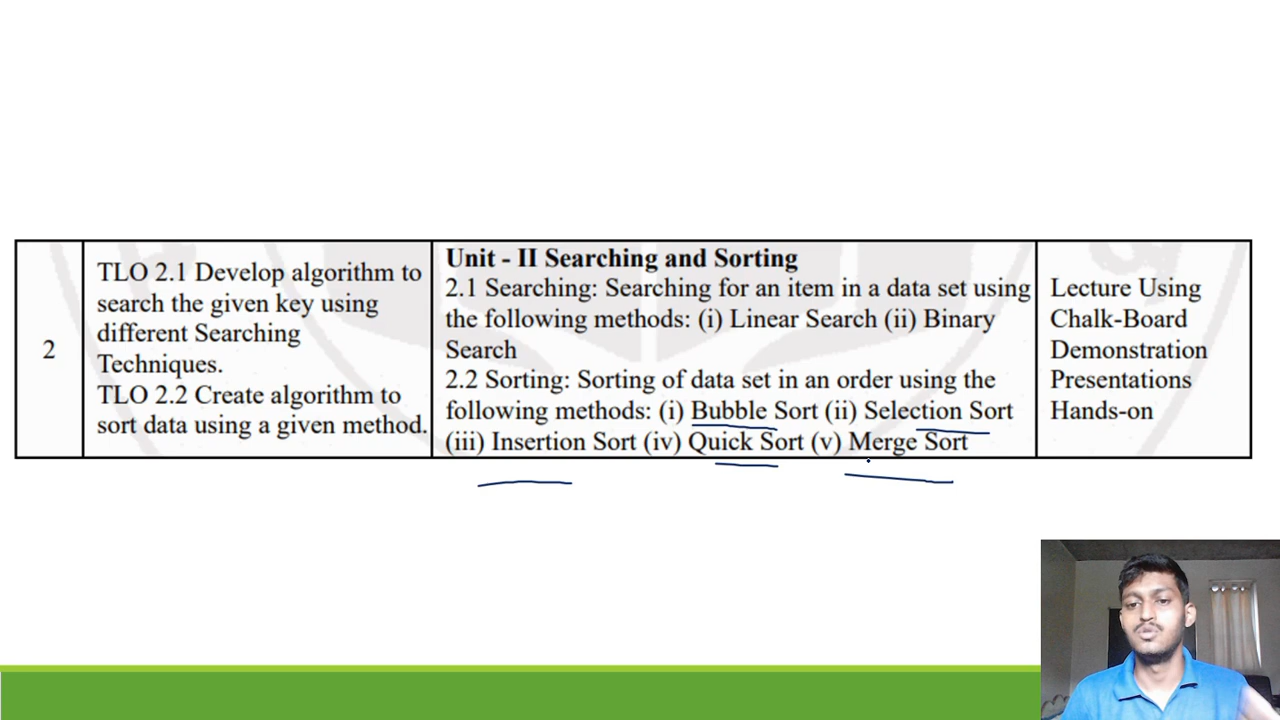 2
TLO 2.1 Develop algorithm to
search the given key using
different Searching
Techniques.
TLO 2.2 Create algorithm to
sort data using a given method.
Unit - II Searching and Sorting
2.1 Searching: Searching for an item in a data set using
the following methods: (i) Linear Search (ii) Binary
Search
2.2 Sorting: Sorting of data set in an order using the
following methods: (i) Bubble Sort (ii) Selection Sort
(iii) Insertion Sort (iv) Quick Sort (v) Merge Sort
Lecture Using
Chalk-Board
Demonstration
Presentations
Hands-on